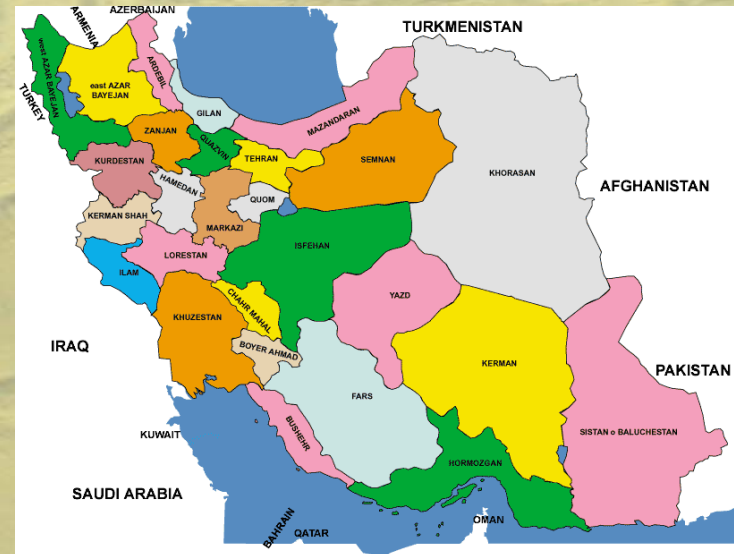 AZERBAIJAN
ARMENIA
TURKMENISTAN
west AZAR BAYEJAN
east AZAR
BAYEJAN
ARDEBIL
TURKEY
GILAN
MAZANDARAN
ZANJAN
QUAZVIN
TEHRAN
SEMNAN
KURDESTAN
HAMEDAN
KHORASAN
AFGHANISTAN
QUOM
KERMAN SHAH
MARKAZI
ISFEHAN
LORESTAN
ILAM
YAZD
CHAHR MAHAL
KHUZESTAN
IRAQ
BOYER AHMAD
KERMAN
PAKISTAN
FARS
BUSHEHR
SISTAN o BALUCHESTAN
KUWAIT
HORMOZGAN
SAUDI ARABIA
BAHRAIN
OMAN
QATAR